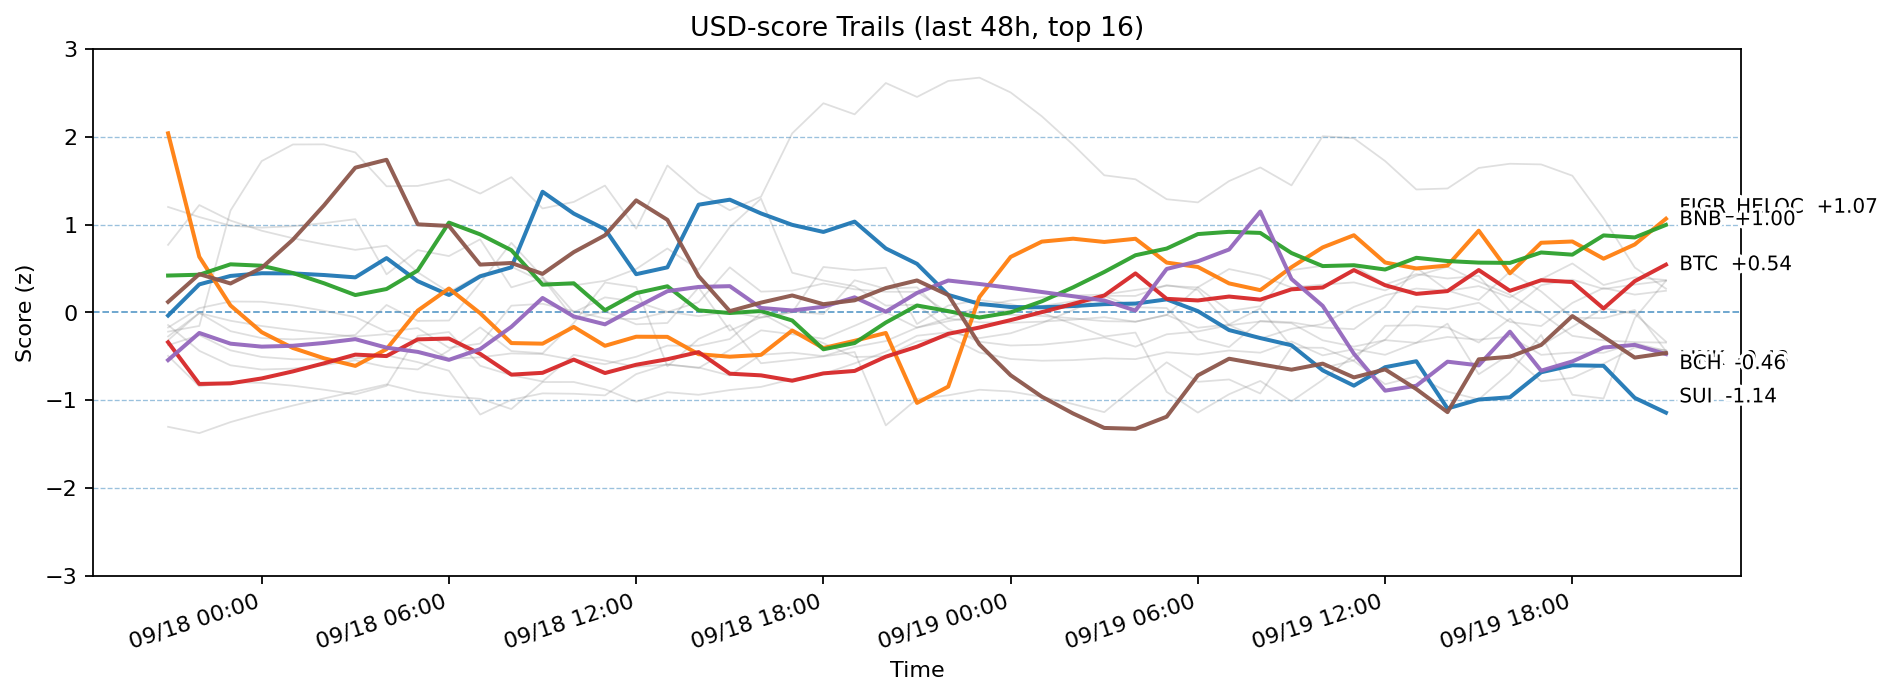 USD-score Trails (last 48h, top 16)
3
2
1
0
−1
−2
−3
Score (z)
FIGR_HELOC +1.07
BNB +1.00
BTC +0.54
BCH -0.46
SUI -1.14
09/18 00:00
09/18 06:00
09/18 12:00
09/18 18:00
09/19 00:00
09/19 06:00
09/19 12:00
09/19 18:00
Time